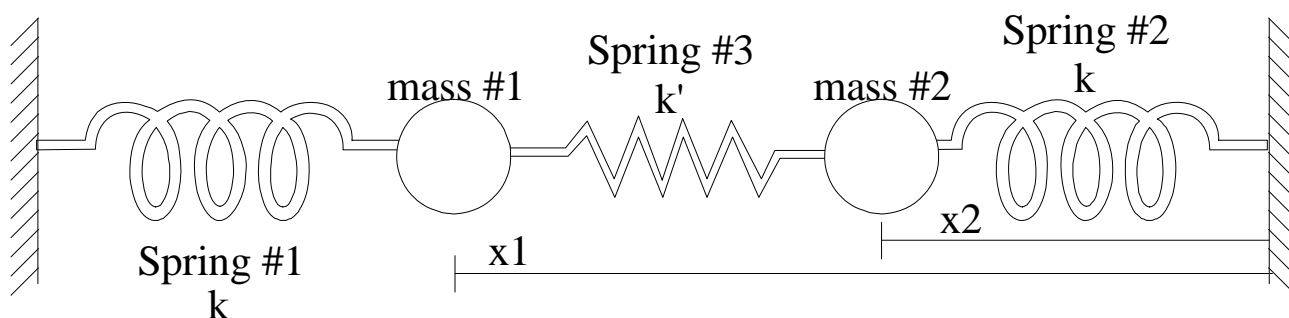 Spring #2
k
Spring #3
k'
mass #1
mass #2
x2
x1
Spring #1
k